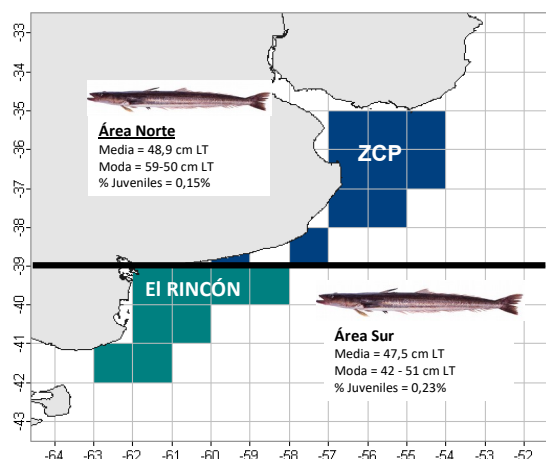 -33
-34
-35
-36
-37
-38
-39
-40
-41
-42
-43
Área Norte
Media = 48,9 cm LT
Moda = 59-50 cm LT
% Juveniles = 0,15%
ZCP
El RINCÓN
Área Sur
Media = 47,5 cm LT
Moda = 42 - 51 cm LT
% Juveniles = 0,23%
-64 -63 -62 -61 -60 -59 -58 -57 -56 -55 -54 -53 -52